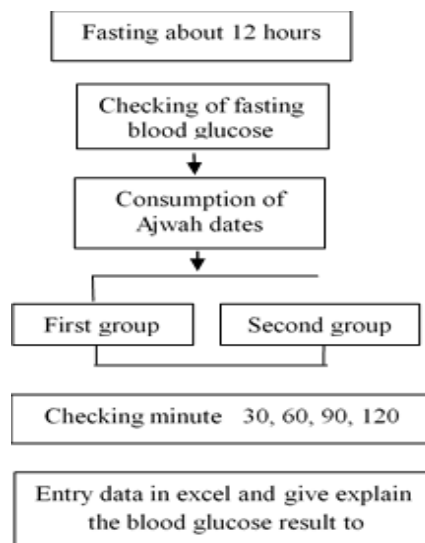 Fasting about 12 hours
Checking of fasting
blood glucose
Consumption of
Ajwah dates
First group
Second group
Checking minute 30, 60, 90, 120
Entry data in excel and give explain
the blood glucose result to